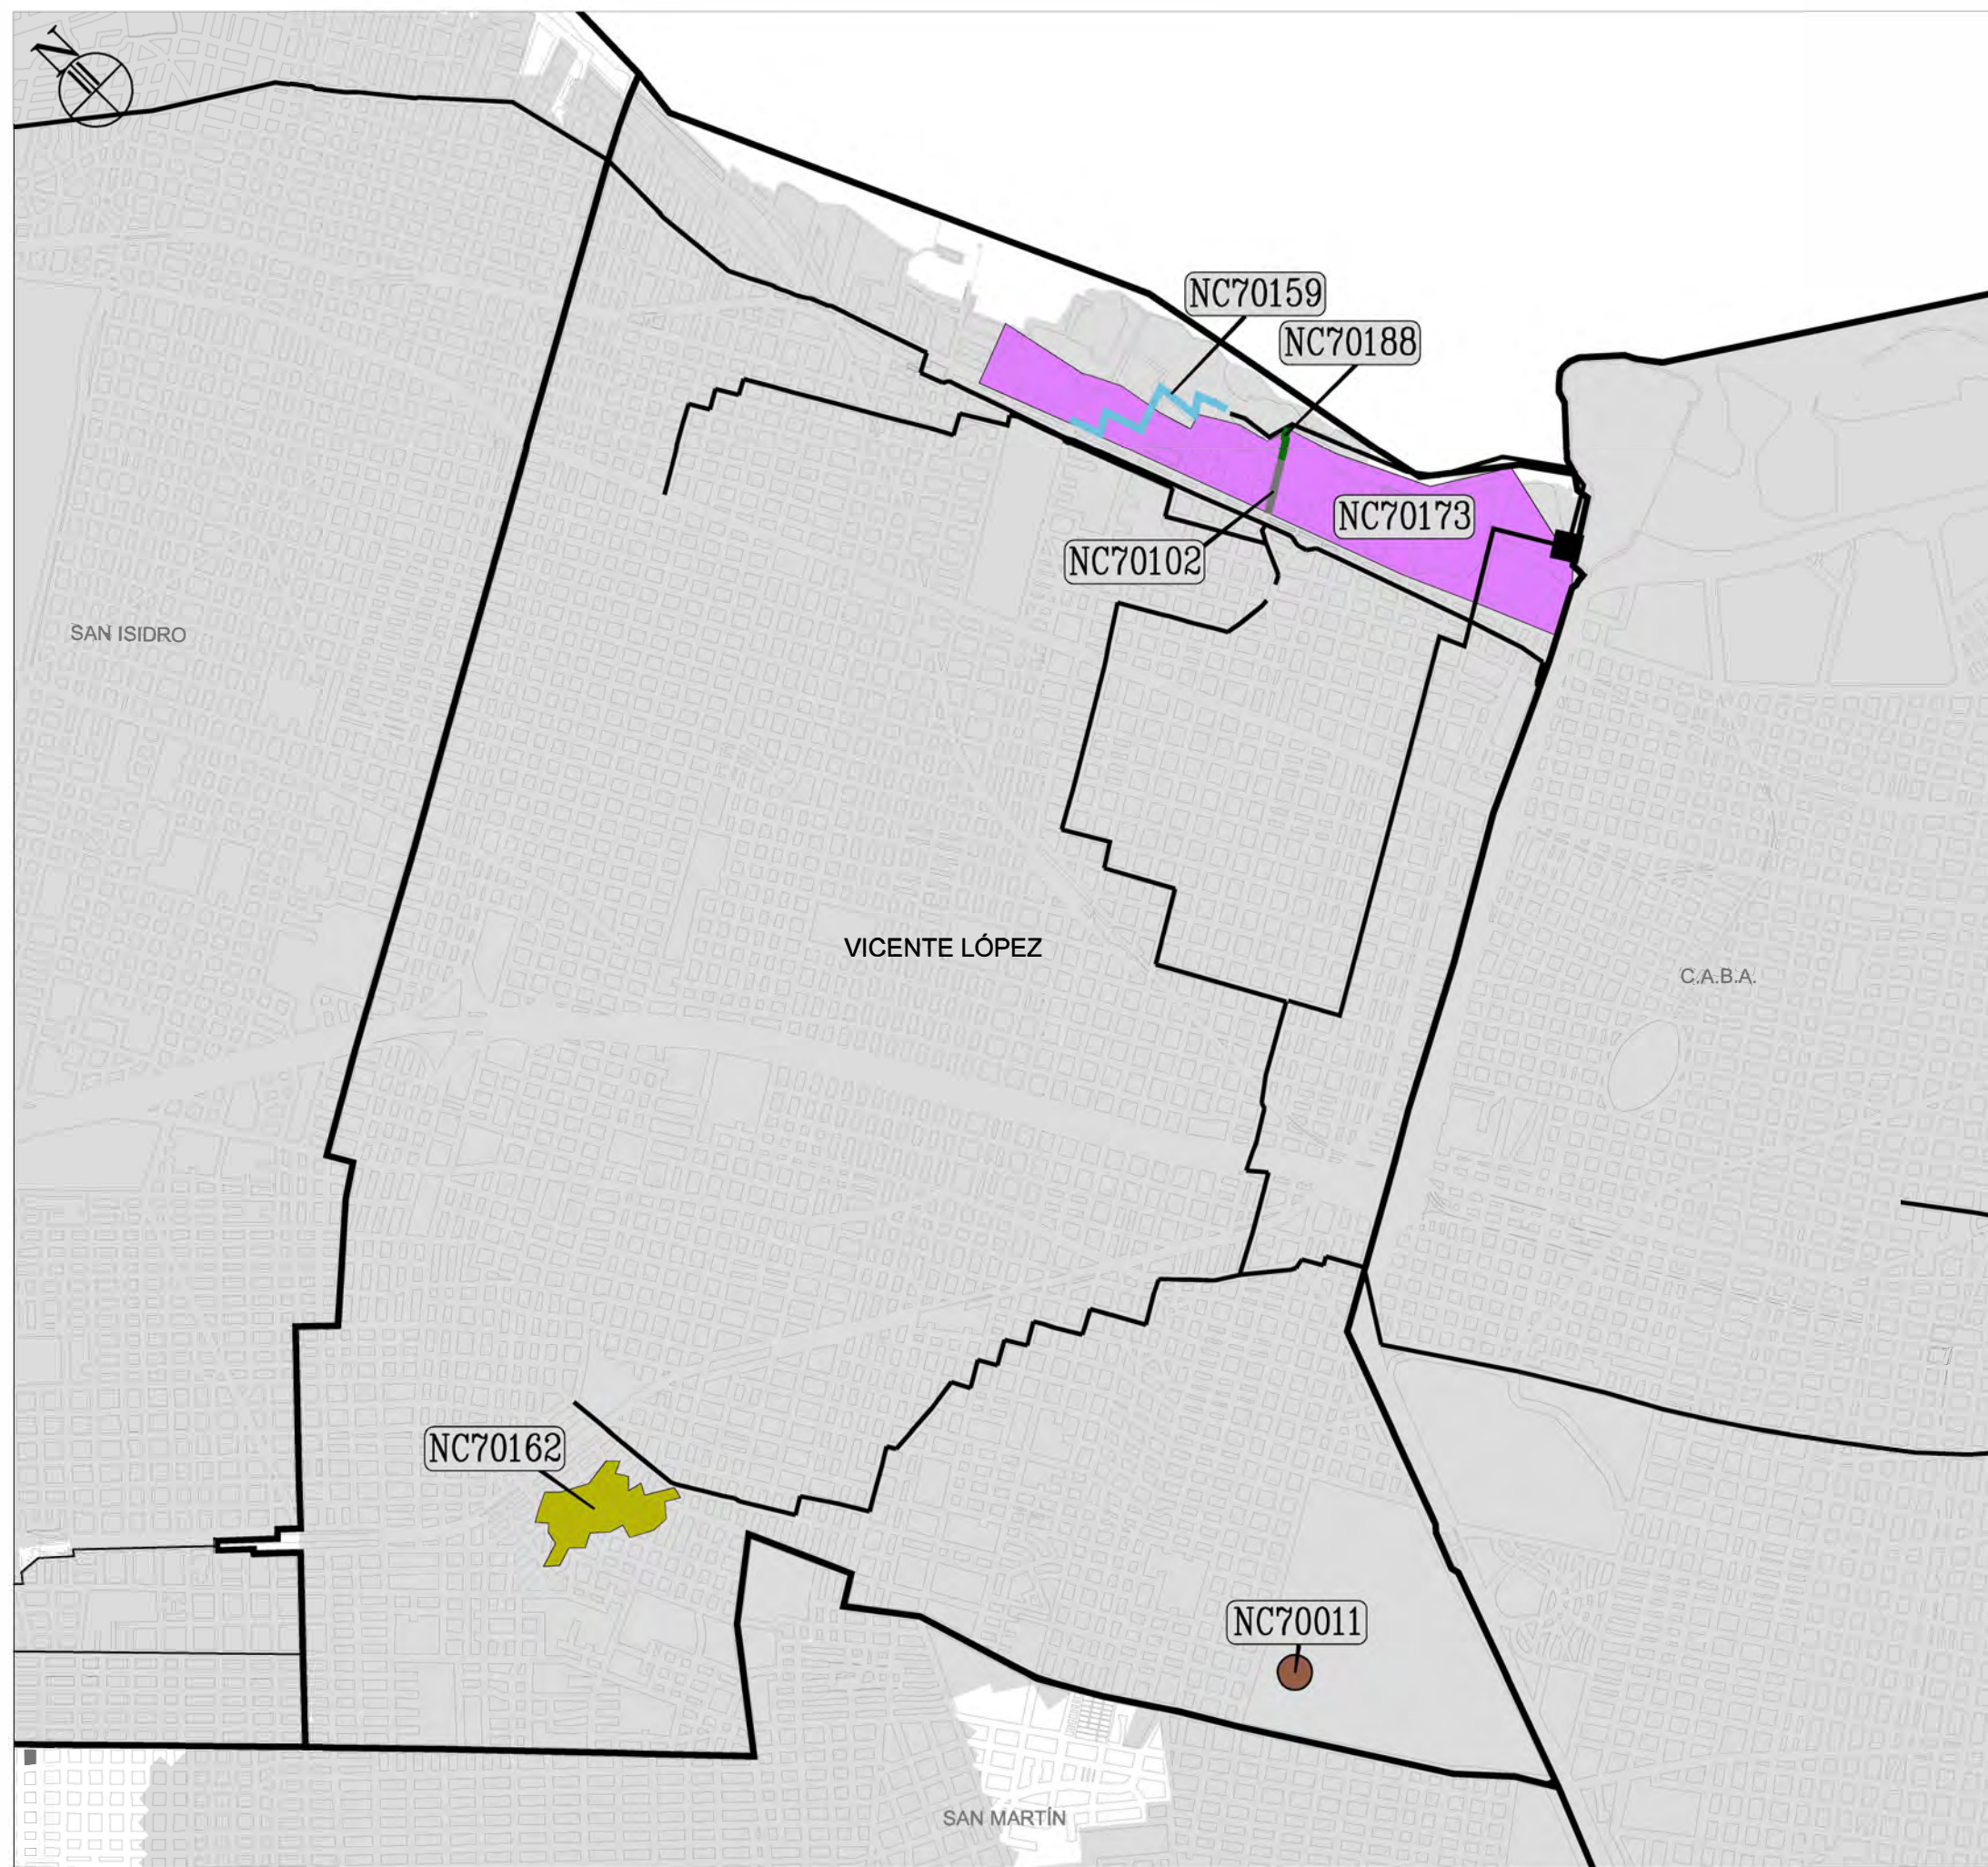 N
NC70159
NC70188
NC70173
NC70102
SAN ISIDRO
VICENTE LÓPEZ
C.A.B.A.
NC70162
NC70011
SAN MARTÍN